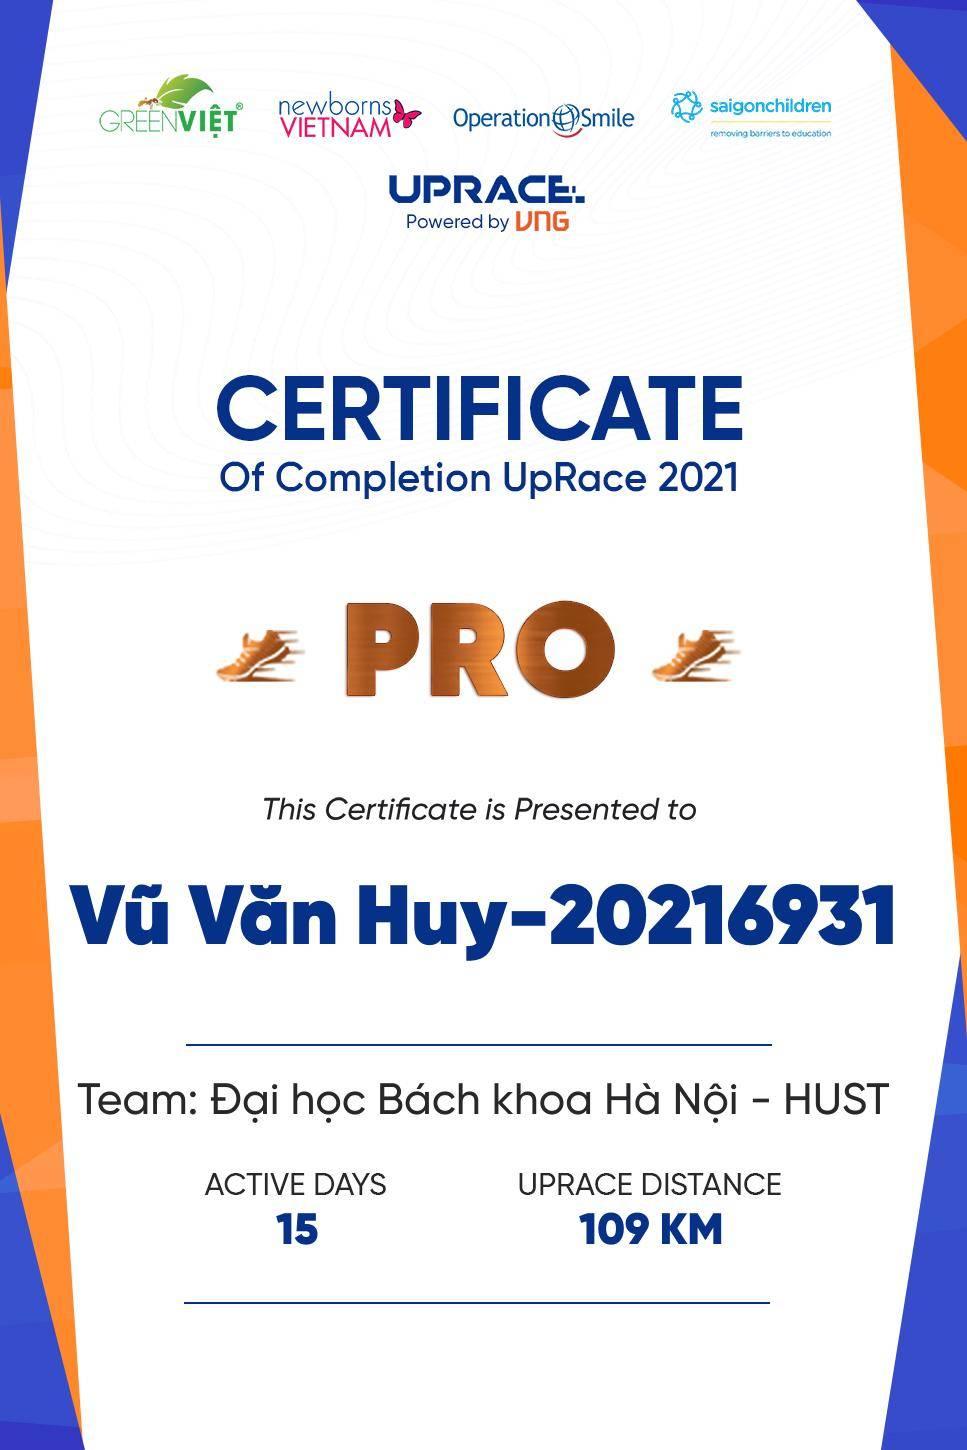 GREENVIỆT®
newborns
VIETNAM
Operation Smile
saigonchildren
removing barriers to education
UPRACE
Powered by VNG
CERTIFICATE
Of Completion UpRace 2021
PRO
This Certificate is Presented to
Vũ Văn Huy-20216931
Team: Đại học Bách khoa Hà Nội - HUST
ACTIVE DAYS
15
UPRACE DISTANCE
109 KM